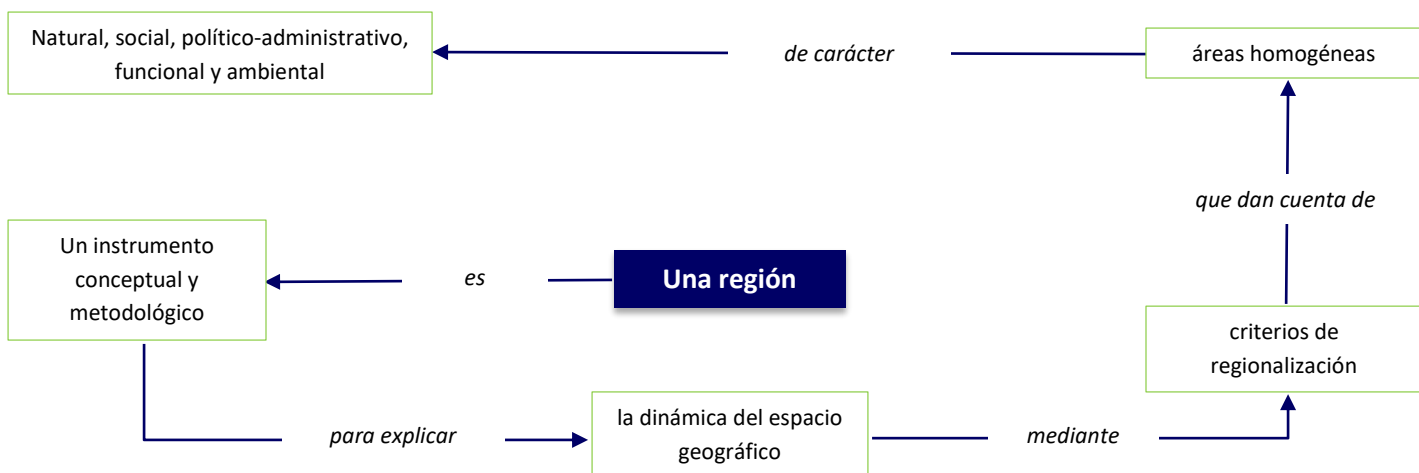 Natural, social, político-administrativo,
funcional y ambiental
de carácter
áreas homogéneas
que dan cuenta de
Un instrumento
conceptual y
metodológico
es
Una región
criterios de
regionalización
para explicar
la dinámica del espacio
geográfico
mediante